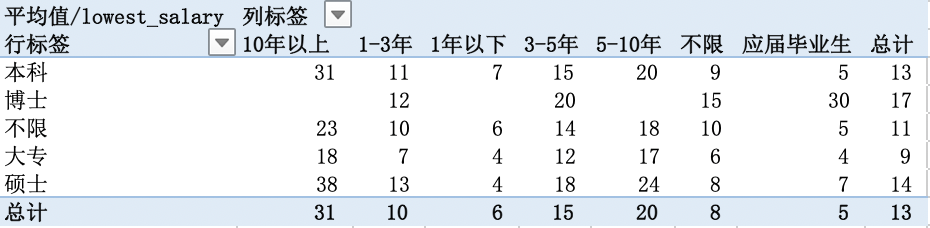 平均值/lowest_salary 列标签
行标签 10年以上 1-3年 1年以下 3-5年 5-10年 不限 应届毕业生 总计
本科 31 11 7 15 20 9 5 13
博士 12 20 15 30 17
不限 23 10 6 14 18 10 5 11
大专 18 7 4 12 17 6 4 9
硕士 38 13 4 18 24 8 7 14
总计 31 10 6 15 20 8 5 13